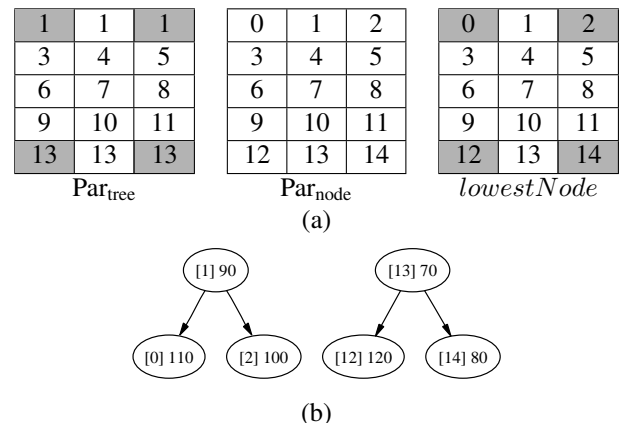 1 1 1 0 1 2 0 1 2
3 4 5 3 4 5 3 4 5
6 7 8 6 7 8 6 7 8
9 10 11 9 10 11 9 10 11
13 13 13 12 13 14 12 13 14
Partree Parnode lowestNode
(a)
[1] 90 [13] 70
[0] 110 [2] 100 [12] 120 [14] 80
(b)